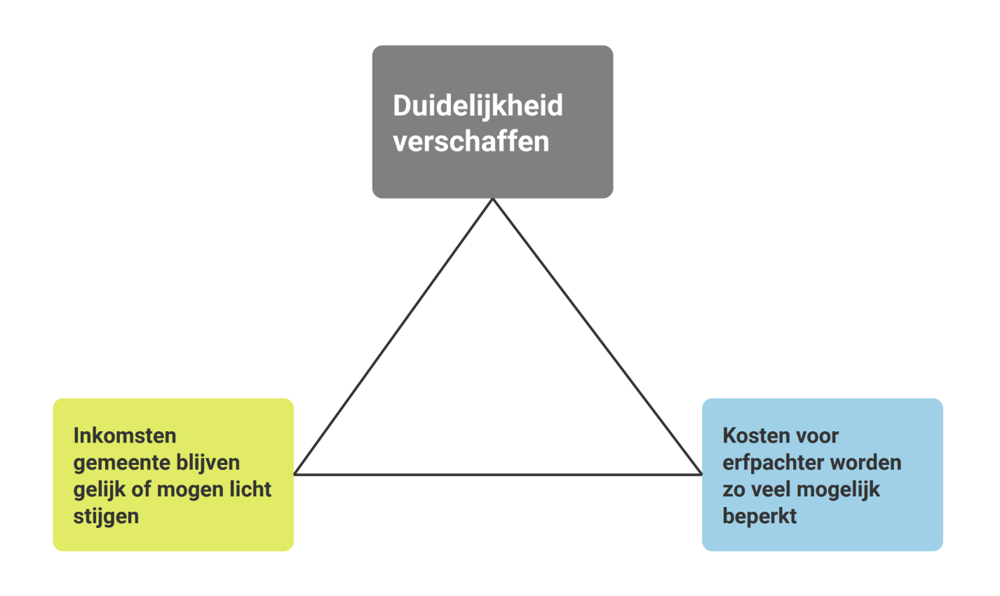 Duidelijkheid
verschaffen
Inkomsten
gemeente blijven
gelijk of mogen licht
stijgen
Kosten voor
erfpachter worden
zo veel mogelijk
beperkt